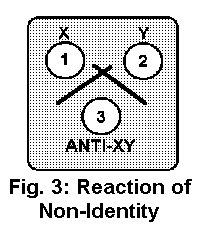 X Y
1 2
3
ANTI-XY
Fig. 3: Reaction of
Non-Identity